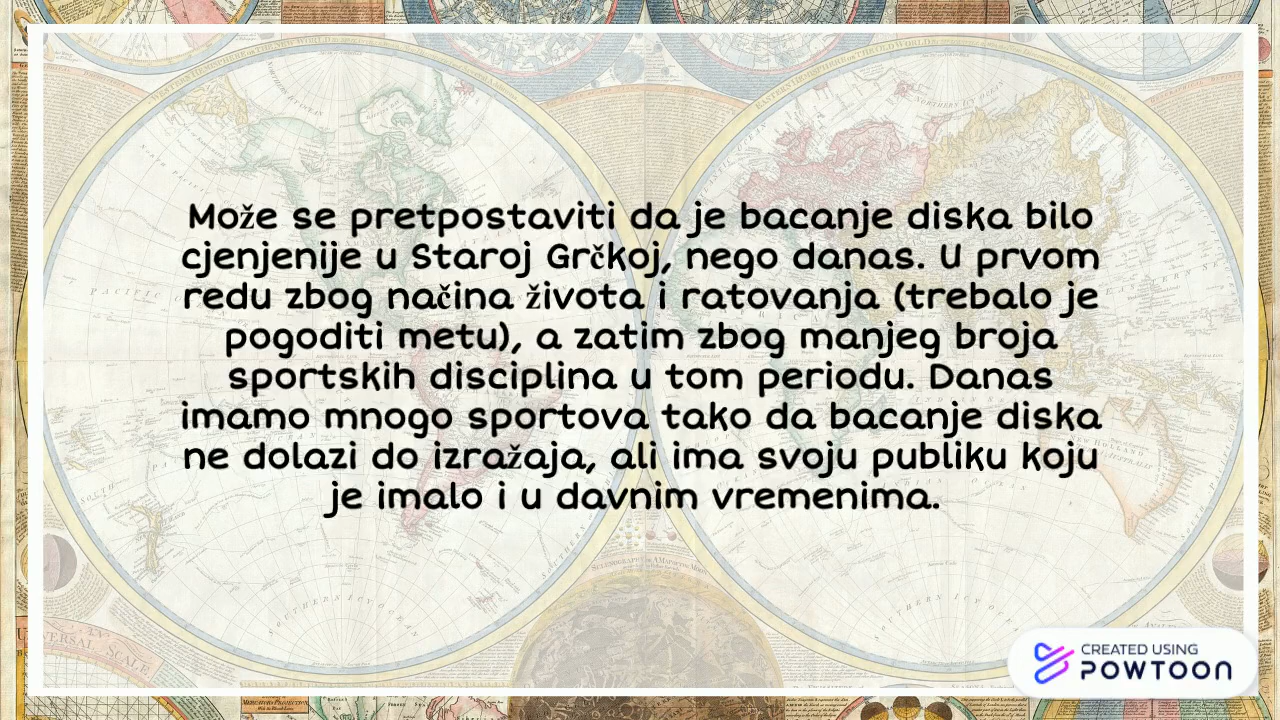 Može se pretpostaviti da je bacanje diska bilo
cjenjenije u Staroj Grčkoj, nego danas. U prvom
redu zbog načina života i ratovanja (trebalo je
pogoditi metu), a zatim zbog manjeg broja
sportskih disciplina u tom periodu. Danas
imamo mnogo sportova tako da bacanje diska
ne dolazi do izražaja, ali ima svoju publiku koju
je imalo i u davnim vremenima.
CREATED USING
POWTOON